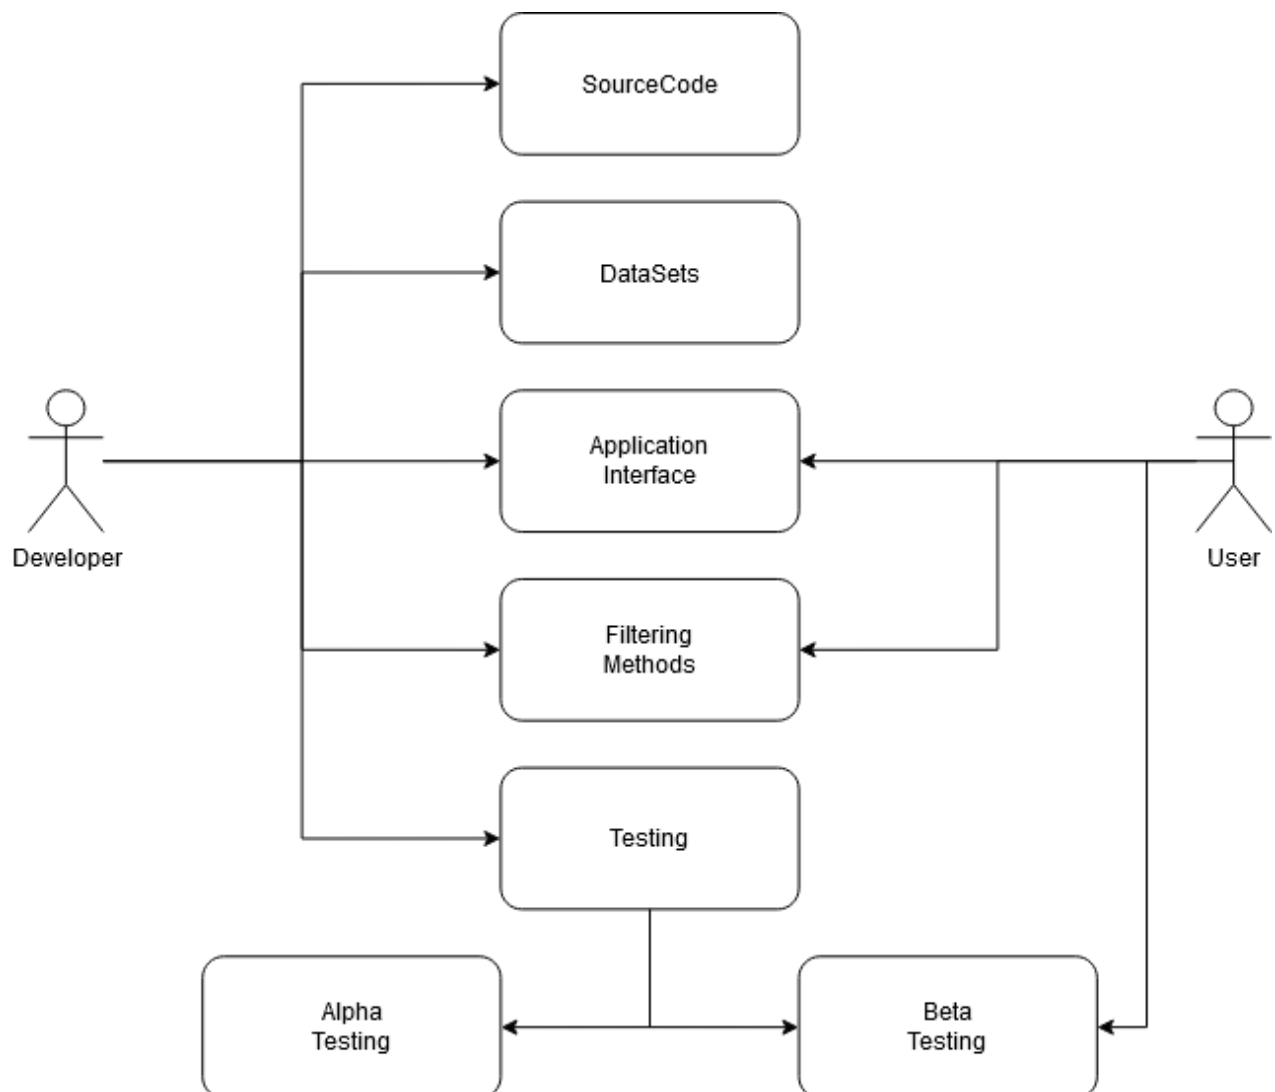 SourceCode
DataSets
Application
Interface
Developer
User
Filtering
Methods
Testing
Alpha
Testing
Beta
Testing